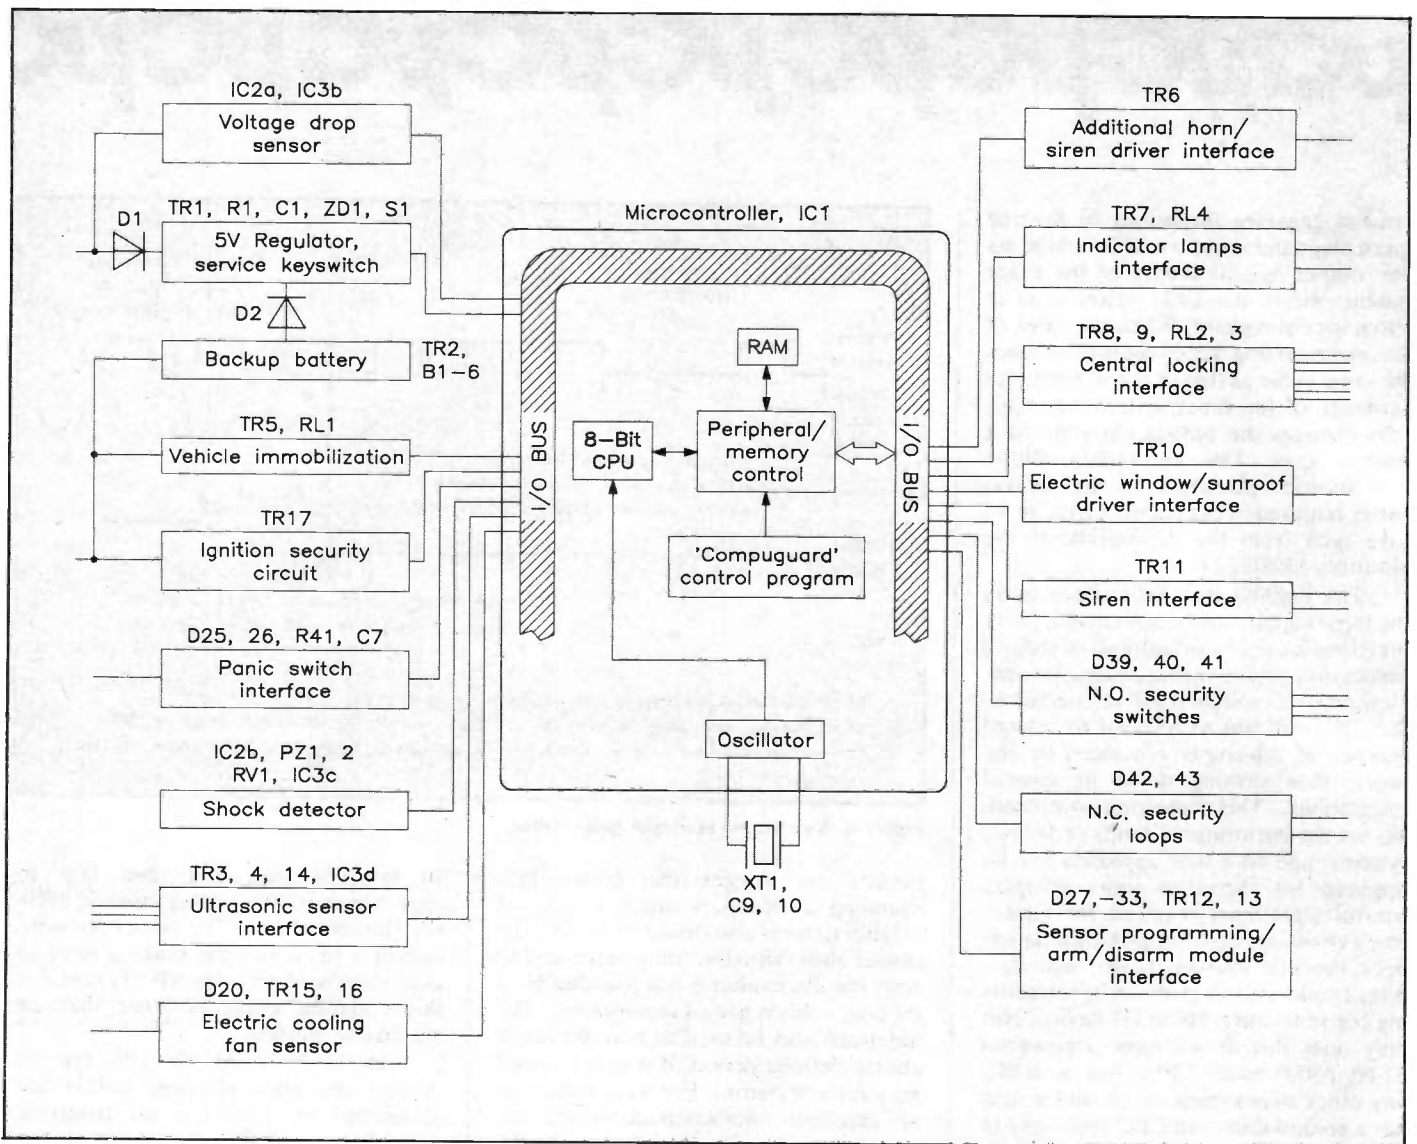 IC2a, IC3b
Voltage drop
sensor
D1
TR1, R1, C1, ZD1, S1
5V Regulator,
service keyswitch
D2
Backup battery
TR2,
B1-6
TR5, RL1
Vehicle immobilization
TR17
Ignition security
circuit
D25, 26, R41, C7
Panic switch
interface
IC2b, PZ1, 2
RV1, IC3c
Shock detector
TR3, 4, 14, IC3d
Ultrasonic sensor
interface
D20, TR15, 16
Electric cooling
fan sensor
Microcontroller, IC1
I/O BUS
RAM
8-Bit
CPU
Peripheral/
memory
control
I/O BUS
'Compuguard'
control program
Oscillator
XT1,
C9, 10
TR6
Additional horn/
siren driver interface
TR7, RL4
Indicator lamps
interface
TR8, 9, RL2, 3
Central locking
interface
TR10
Electric window/sunroof
driver interface
TR11
Siren interface
D39, 40, 41
N.O. security
switches
D42, 43
N.C. security
loops
D27,-33, TR12, 13
Sensor programming/
arm/disarm module
interface